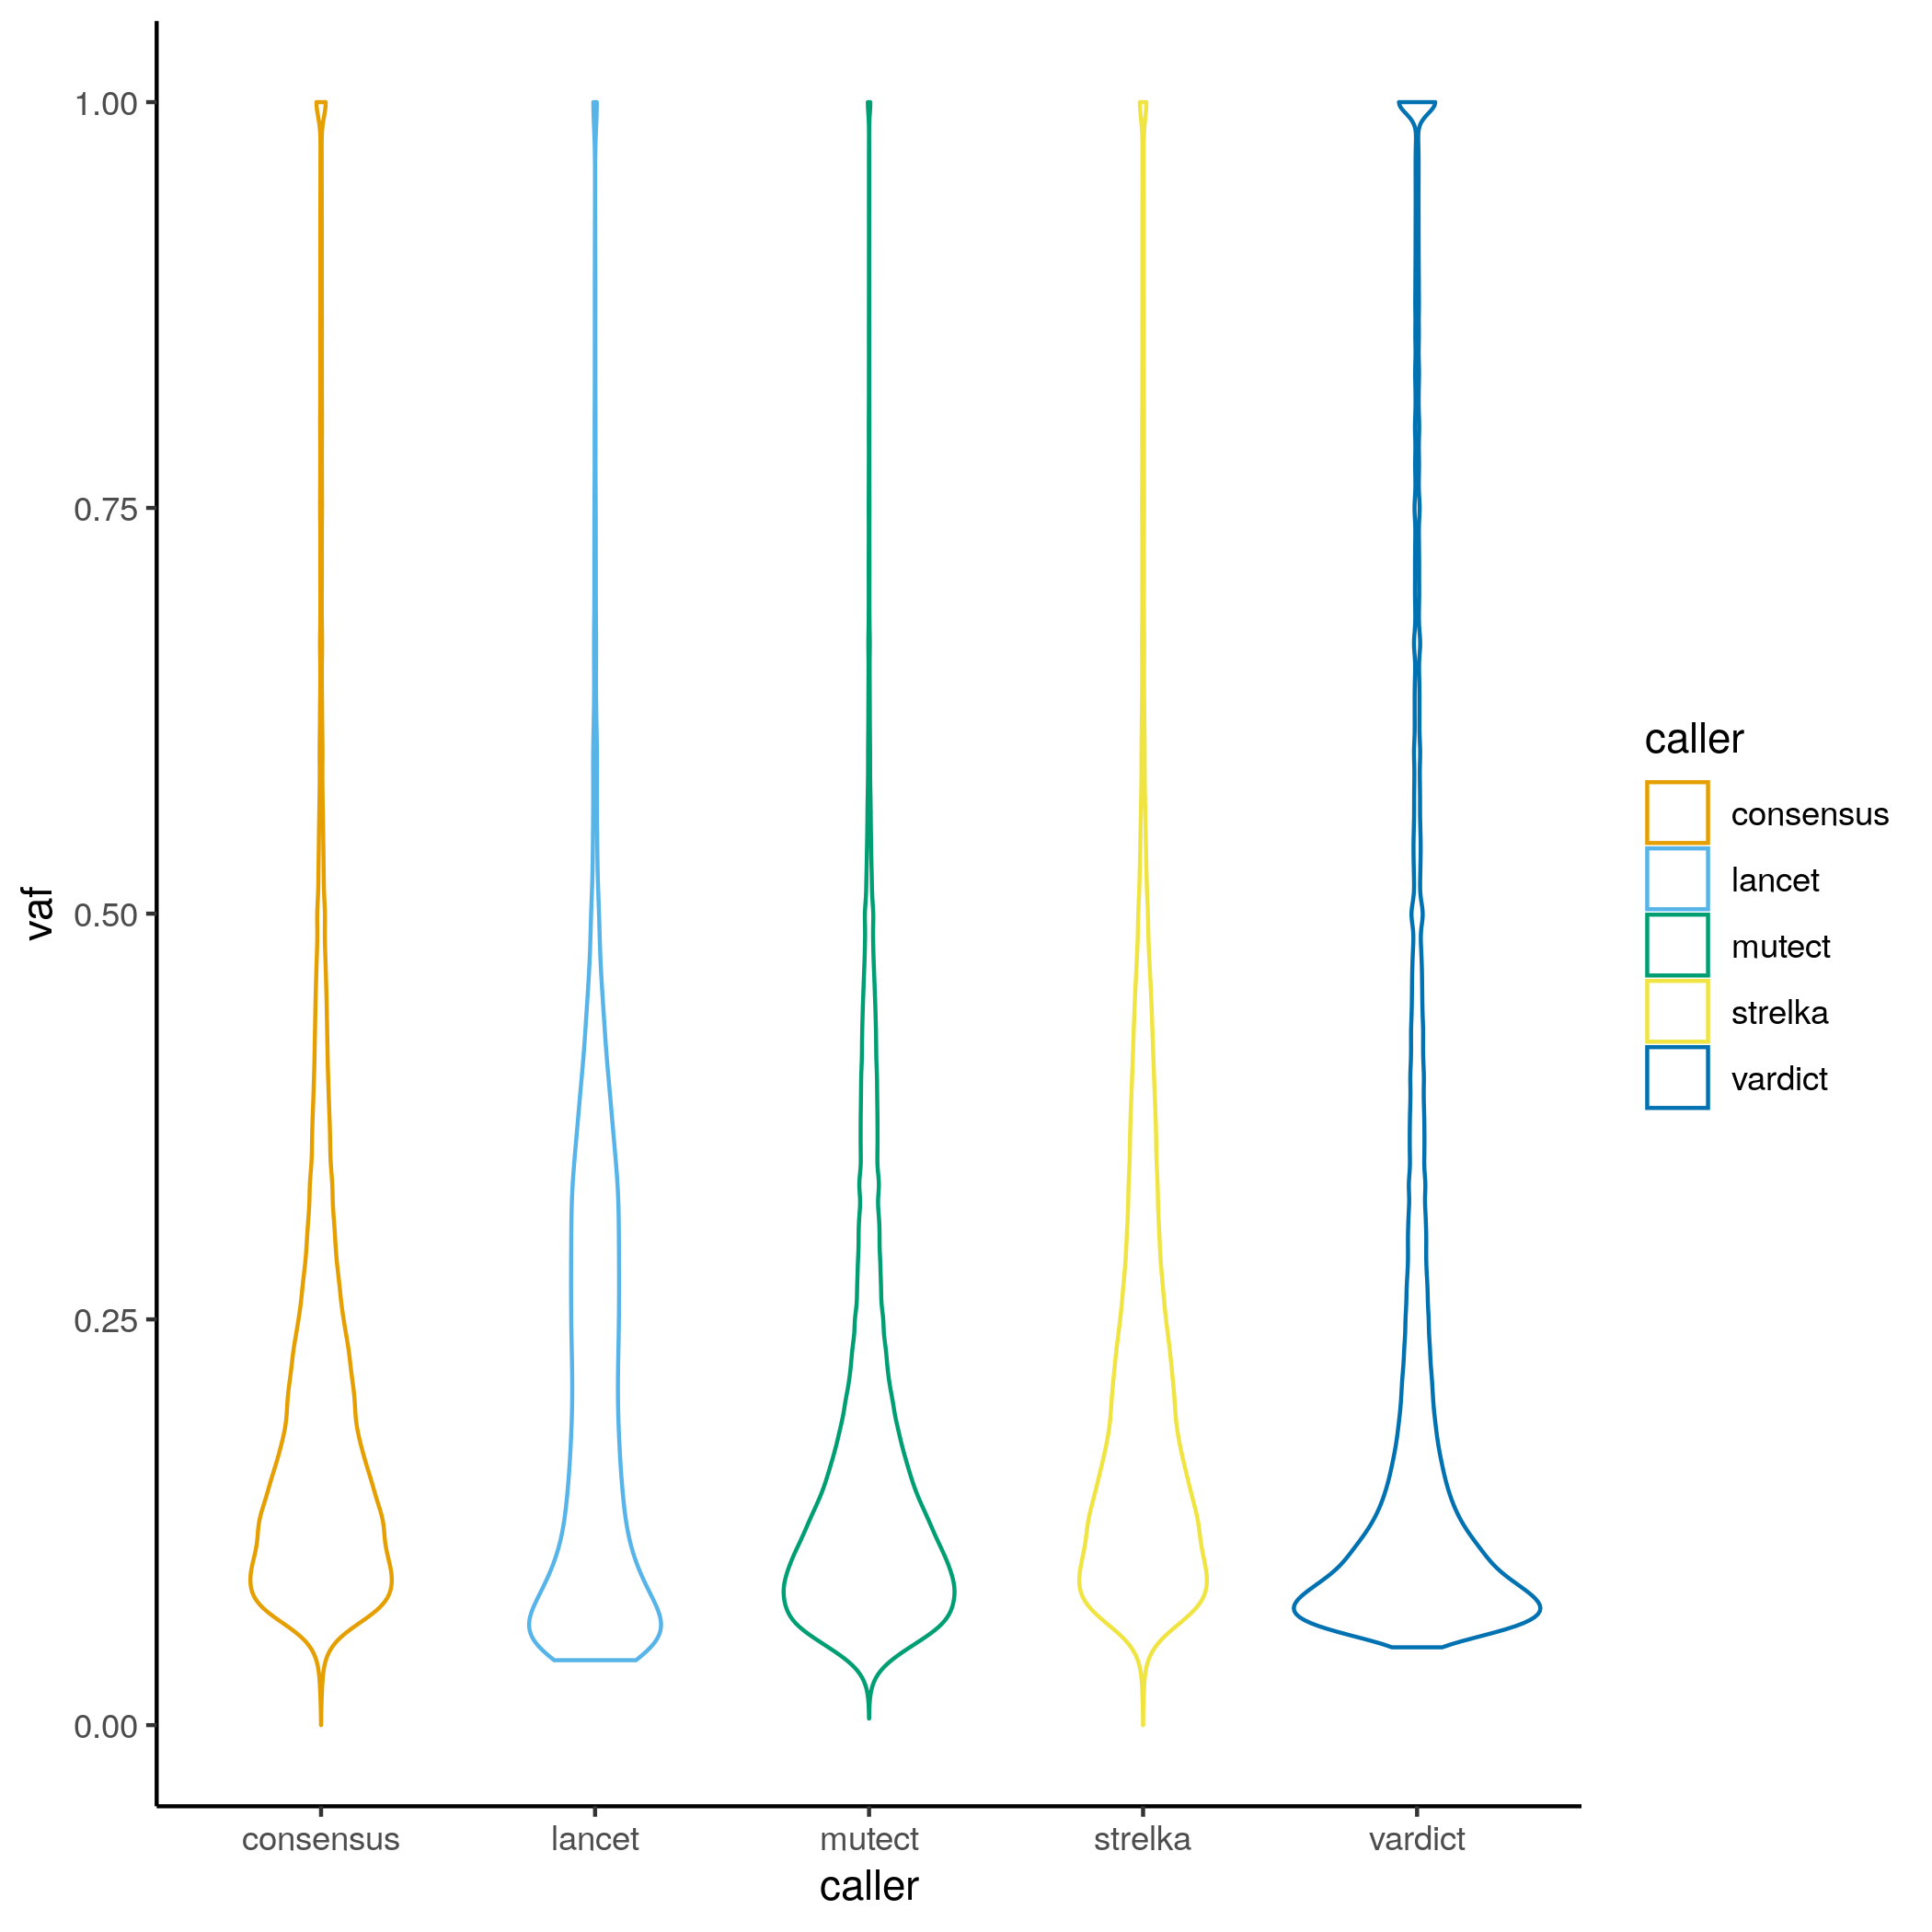 1.00
0.75
0.50
0.25
0.00
vaf
consensus
lancet
mutect
strelka
vardict
caller
caller
consensus
lancet
mutect
strelka
vardict